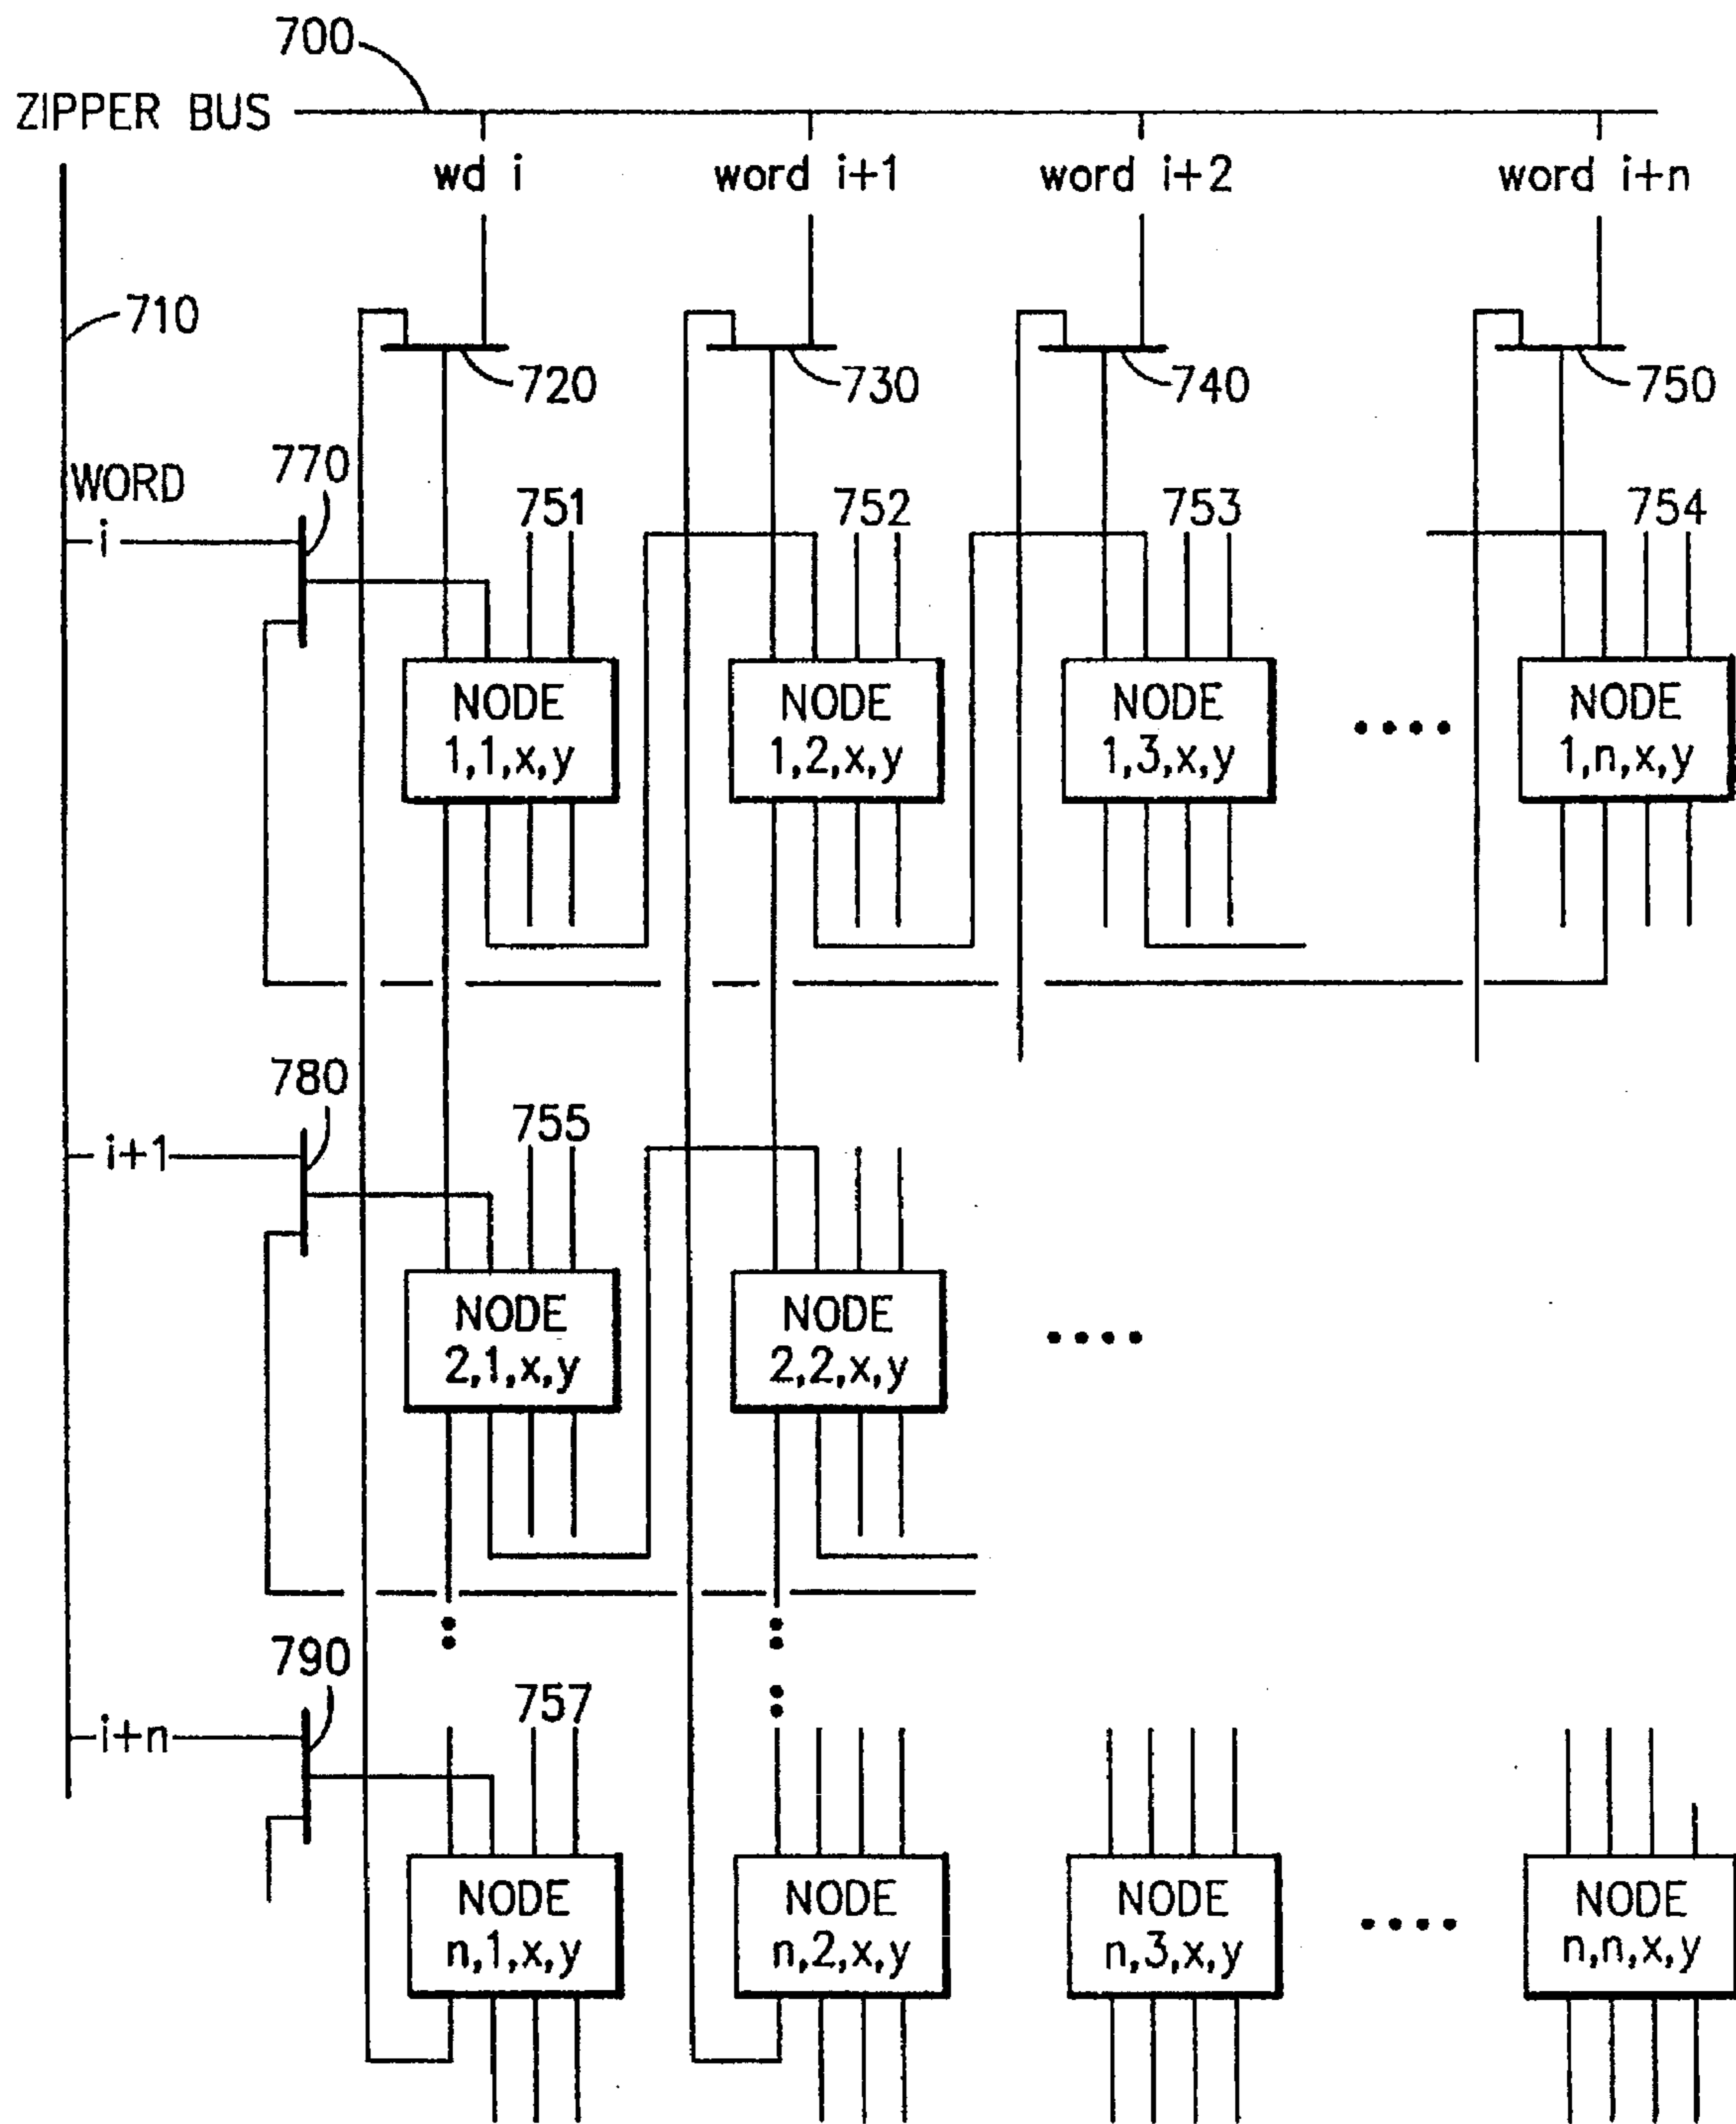 700
ZIPPER BUS
wd i
word i+1
word i+2
word i+n
710
720
730
740
750
WORD
770
i
751
752
753
754
NODE
1,1,x,y
NODE
1,2,x,y
NODE
1,3,x,y
NODE
1,n,x,y
780
i+1
755
NODE
2,1,x,y
NODE
2,2,x,y
790
i+n
757
NODE
n,1,x,y
NODE
n,2,x,y
NODE
n,3,x,y
NODE
n,n,x,y